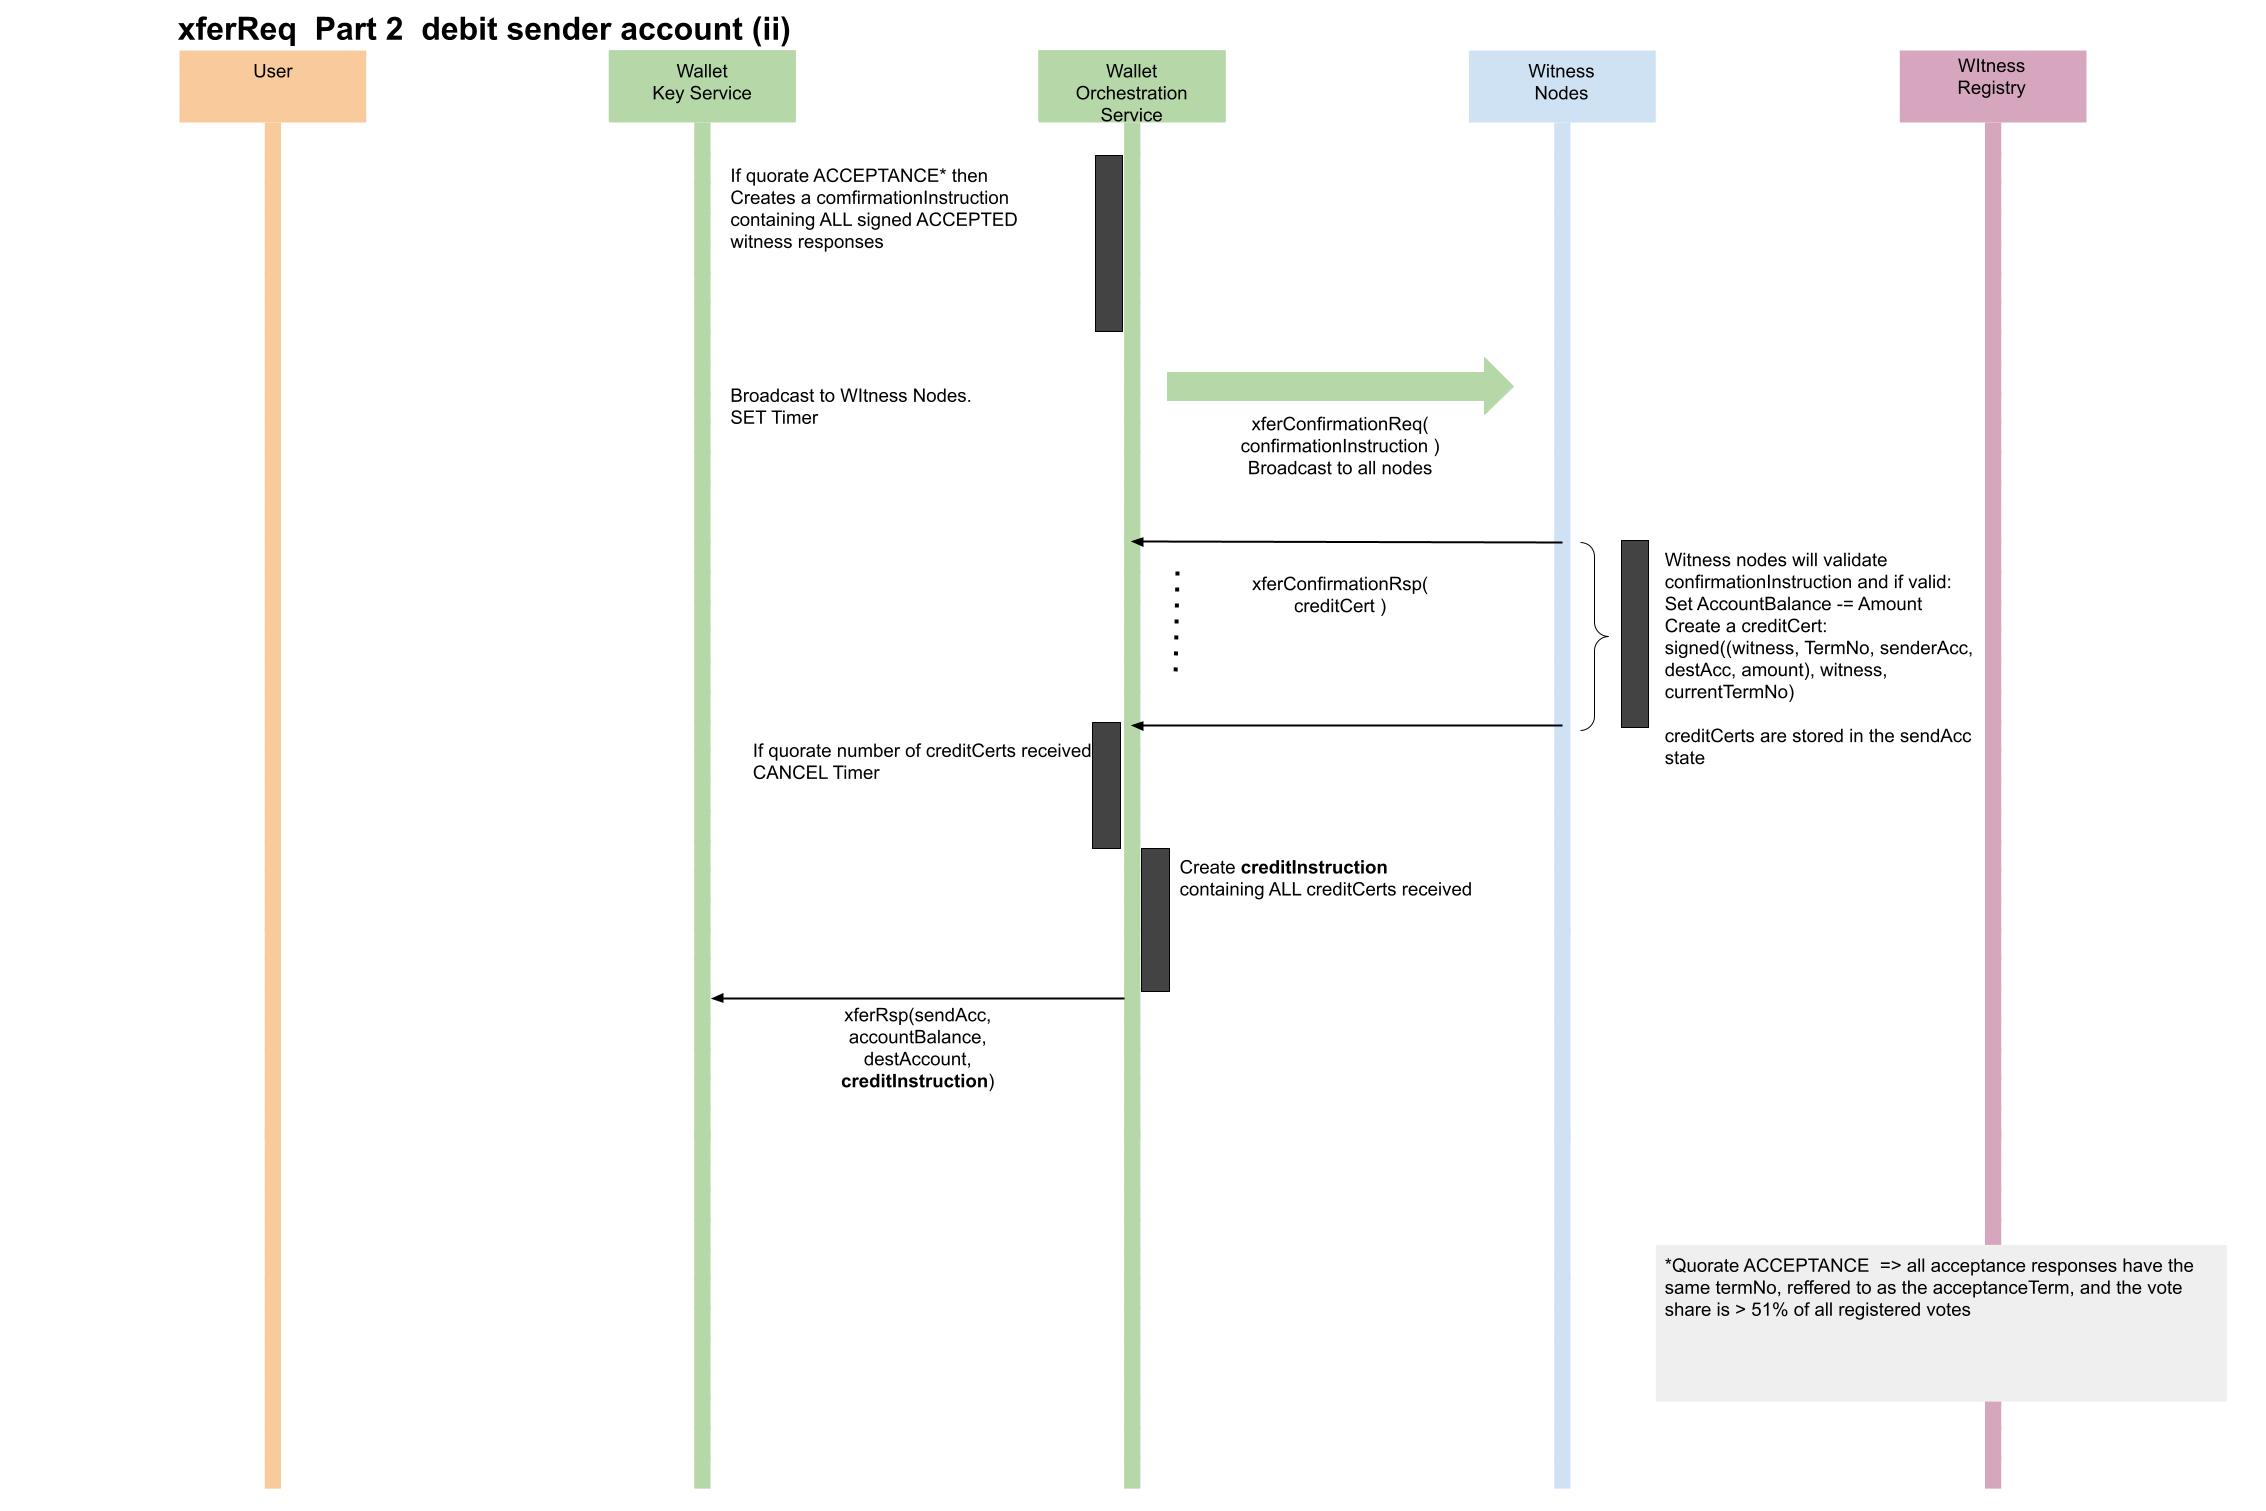 xferReq  Part 2  debit sender account (ii)
User
Wallet
Key Service
Wallet
Orchestration
Service
Witness
Nodes
WItness
Registry
If quorate ACCEPTANCE* then
Creates a comfirmationInstruction
containing ALL signed ACCEPTED
witness responses
Broadcast to WItness Nodes.
SET Timer
xferConfirmationReq(
confirmationInstruction )
Broadcast to all nodes
xferConfirmationRsp(
creditCert )
Witness nodes will validate
confirmationInstruction and if valid:
Set AccountBalance -= Amount
Create a creditCert:
signed((witness, TermNo, senderAcc,
destAcc, amount), witness,
currentTermNo)
creditCerts are stored in the sendAcc
state
If quorate number of creditCerts received
CANCEL Timer
Create creditInstruction
containing ALL creditCerts received
xferRsp(sendAcc,
accountBalance,
destAccount,
creditInstruction)
*Quorate ACCEPTANCE  => all acceptance responses have the
same termNo, reffered to as the acceptanceTerm, and the vote
share is > 51% of all registered votes